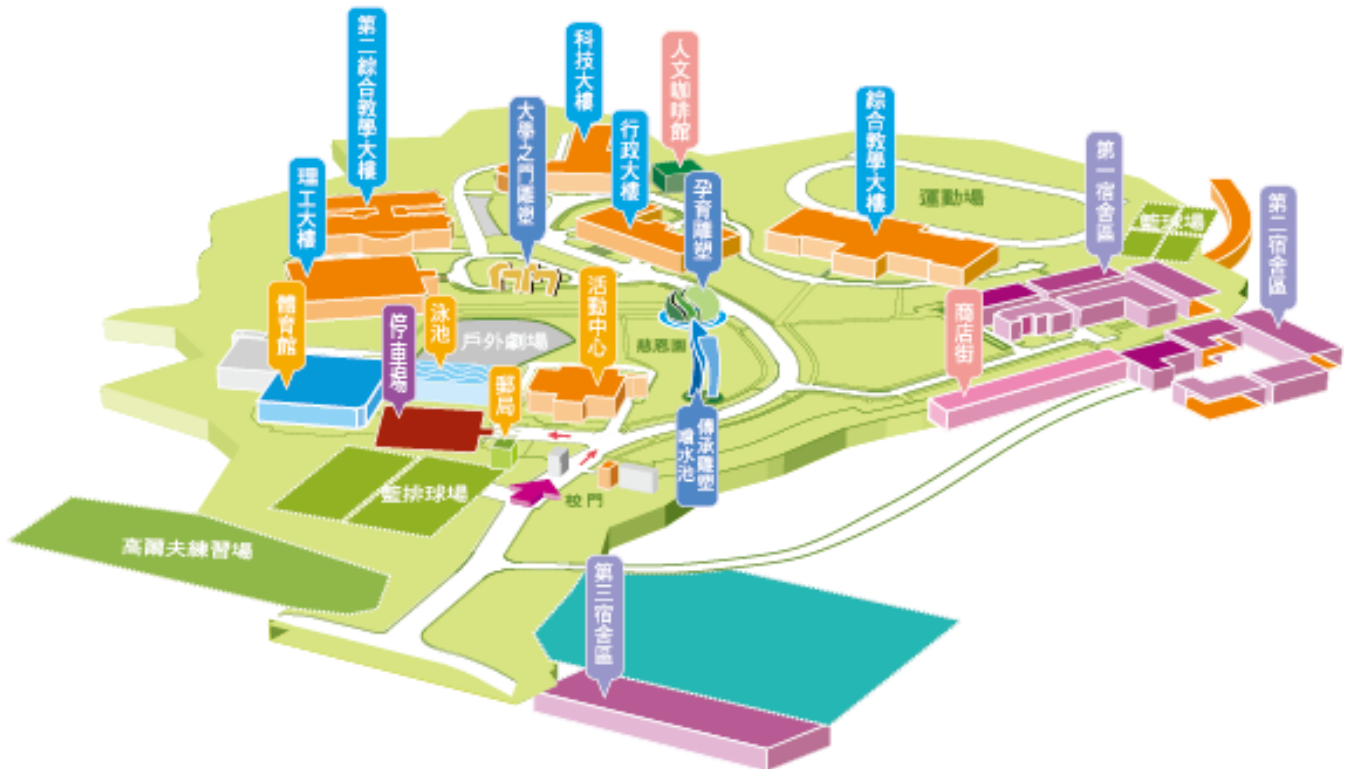 第二綜合教學大樓
科技大樓
人文咖啡館
大學之門雕塑
行政大樓
綜合教學大樓
理工大樓
孕育雕塑
運動場
第一宿舍區
籃球場
第二宿舍區
體育館
停車場
泳池
戶外劇場
活動中心
慈恩園
商店街
郵局
傳承雕塑
噴水池
籃排球場
校門
高爾夫練習場
第三宿舍區